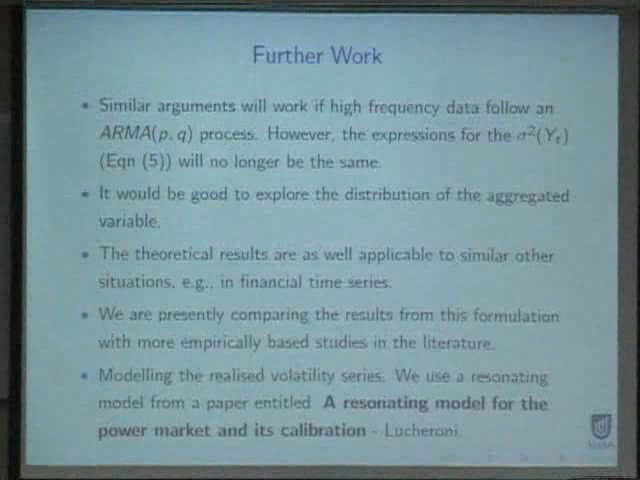 Further Work
• Similar arguments will work if high frequency data follow an
ARMA(p, q) process. However, the expressions for the σ²(Yτ)
(Eqn (5)) will no longer be the same.
• It would be good to explore the distribution of the aggregated
variable.
• The theoretical results are as well applicable to similar other
situations, e.g., in financial time series.
• We are presently comparing the results from this formulation
with more empirically based studies in the literature.
• Modelling the realised volatility series. We use a resonating
model from a paper entitled A resonating model for the
power market and its calibration - Lucheroni.